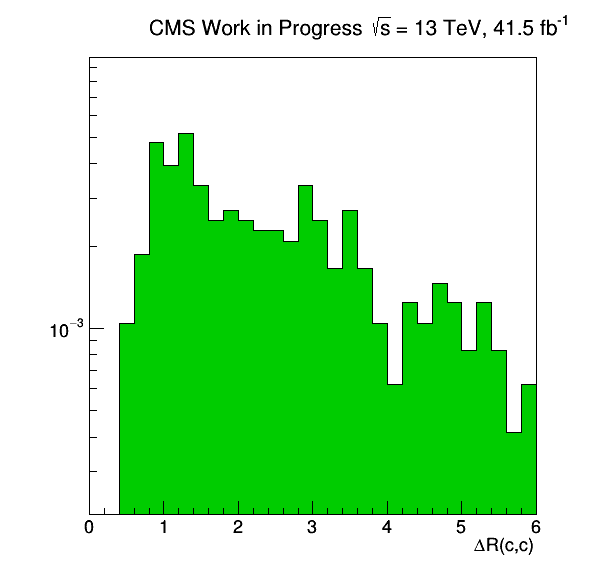 CMS Work in Progress √s = 13 TeV, 41.5 fb⁻¹
10⁻³
0 1 2 3 4 5 6
ΔR(c,c)